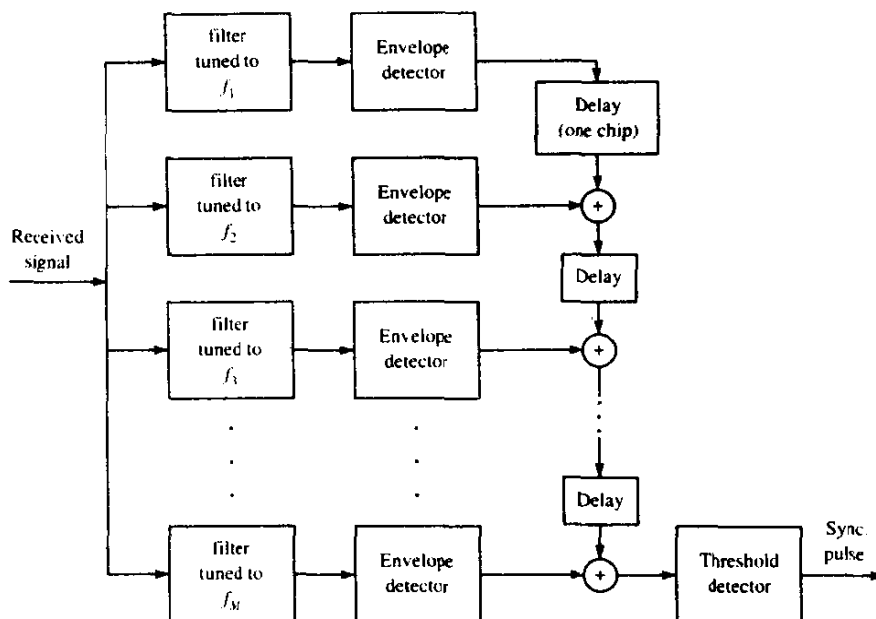 filter
tuned to
f₁
Envelope
detector
Delay
(one chip)
filter
tuned to
f₂
Envelope
detector
+
Received
signal
Delay
filter
tuned to
f₃
Envelope
detector
+
Delay
filter
tuned to
f_M
Envelope
detector
+
Threshold
detector
Sync.
pulse